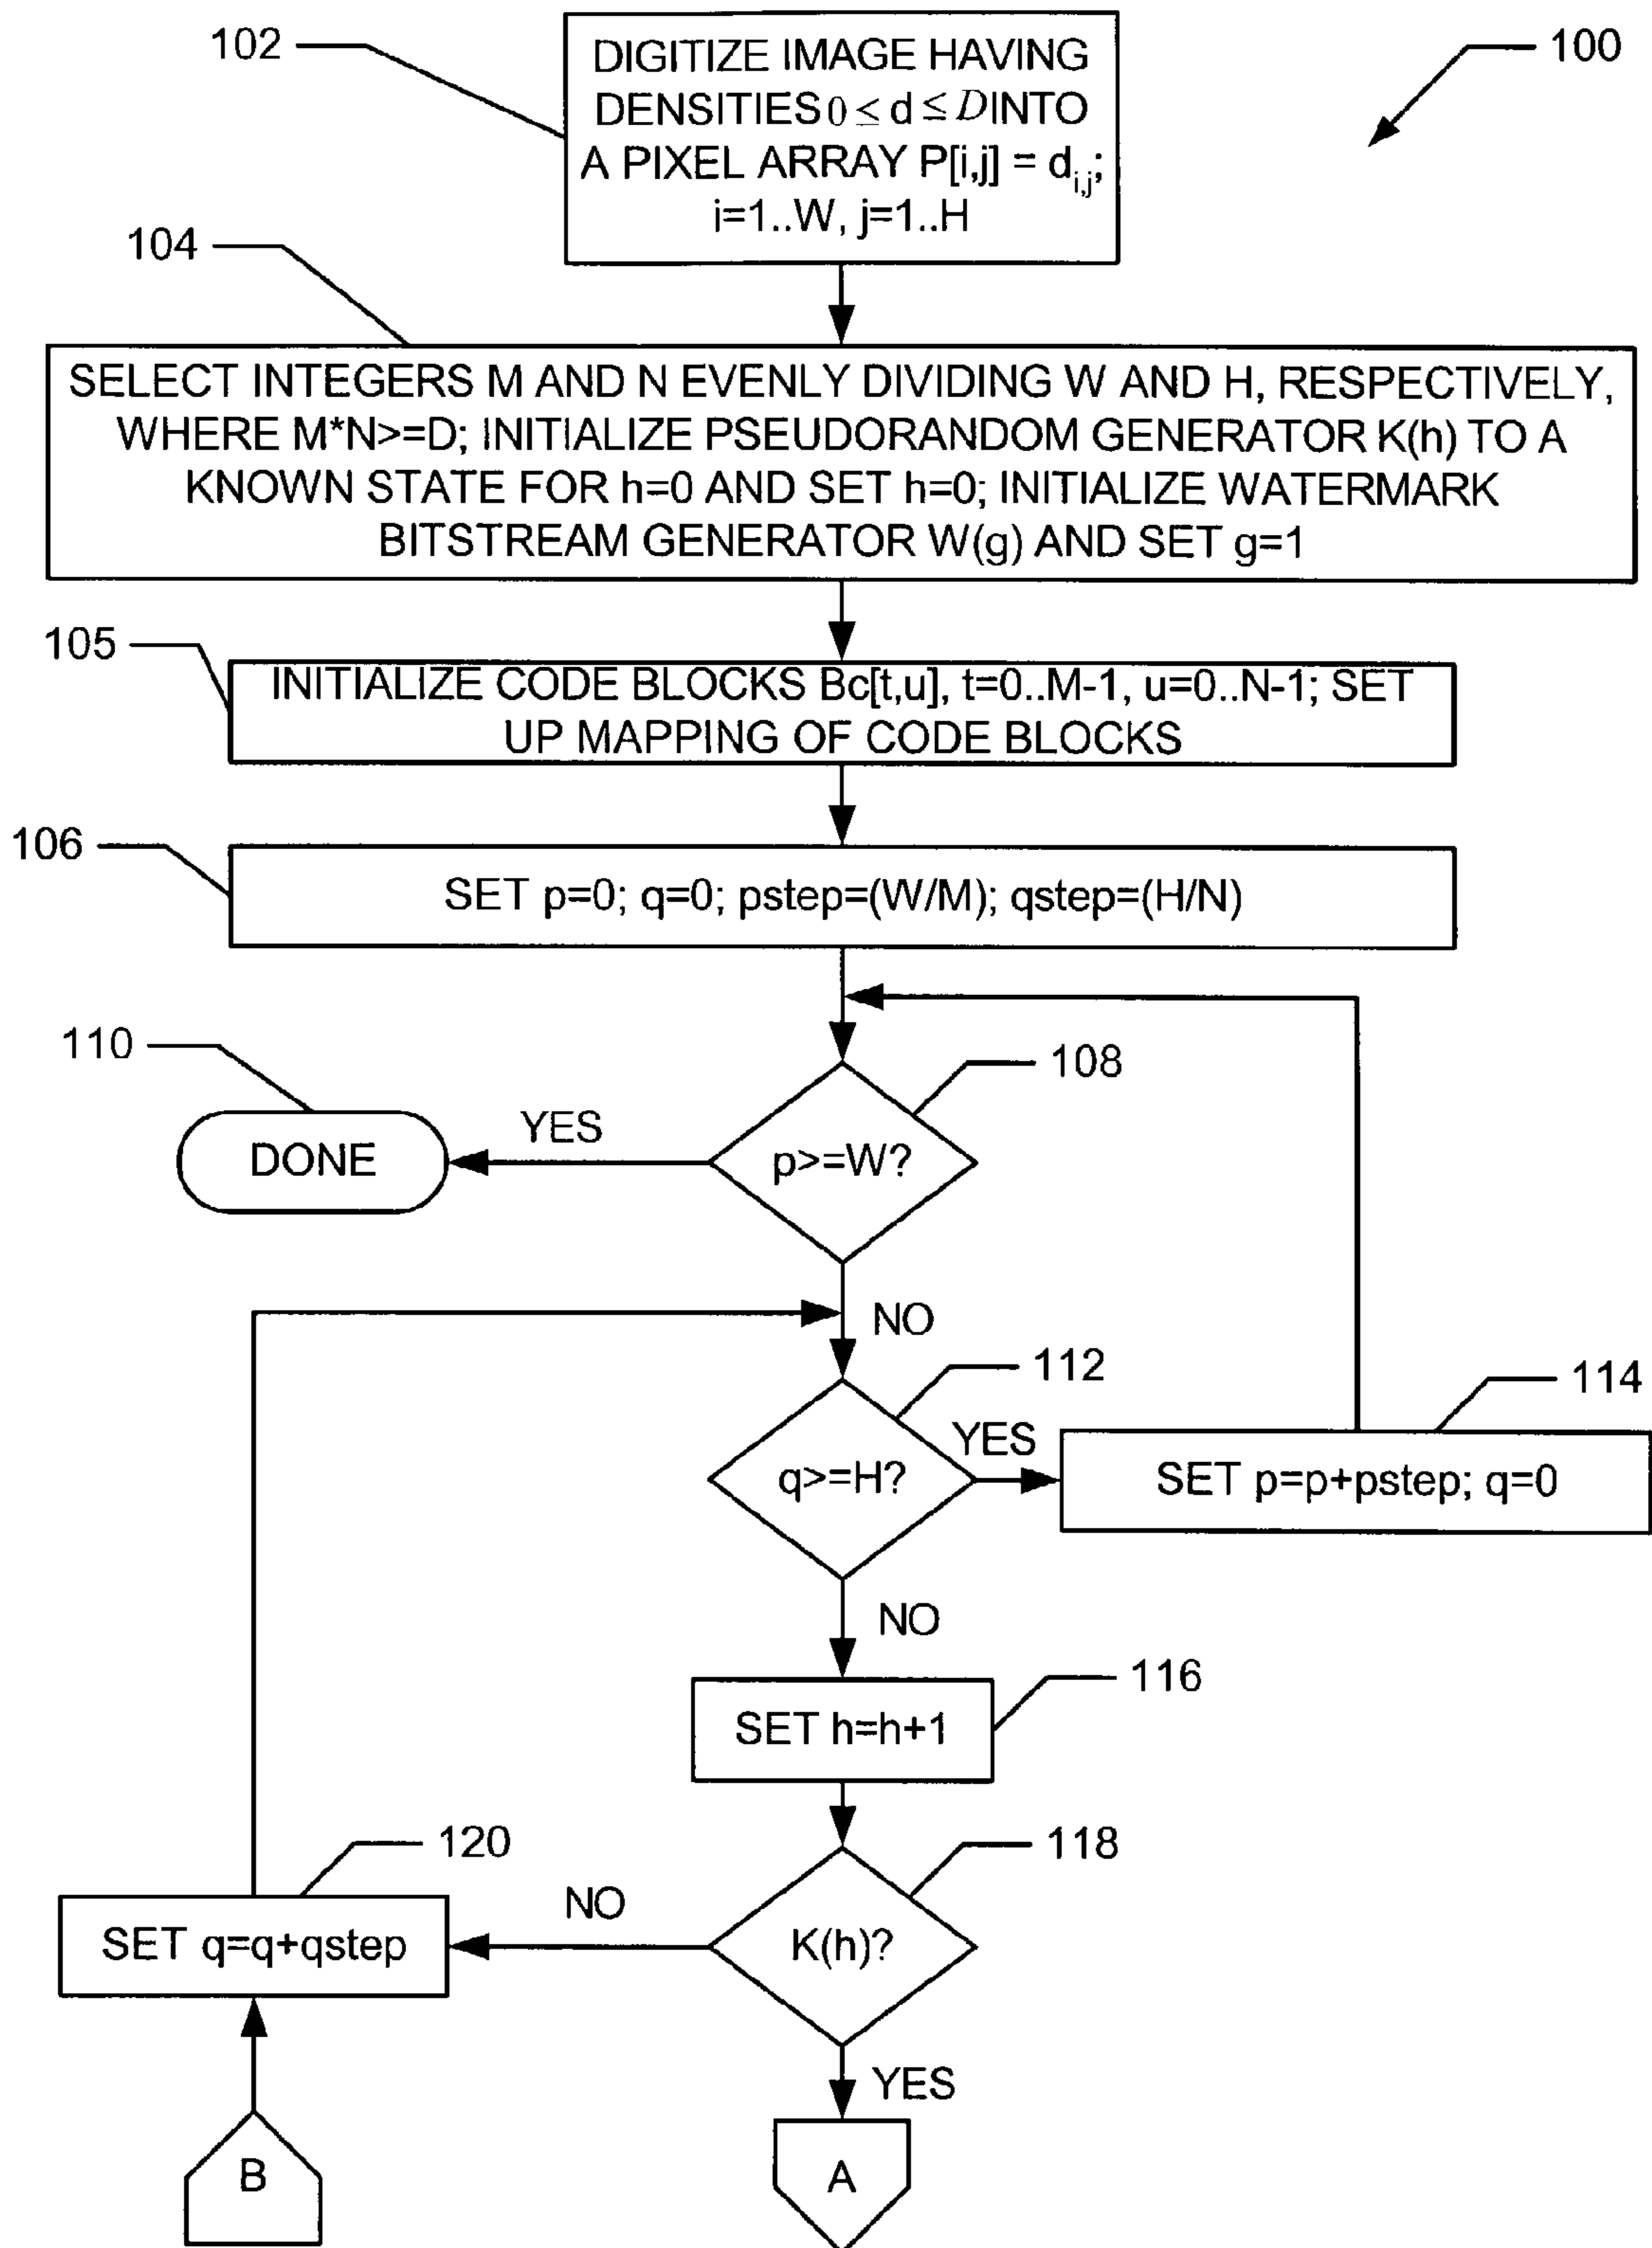 102
100
DIGITIZE IMAGE HAVING
DENSITIES 0 ≤ d ≤ D INTO
A PIXEL ARRAY P[i,j] = d_{i,j};
i=1..W, j=1..H
104
SELECT INTEGERS M AND N EVENLY DIVIDING W AND H, RESPECTIVELY,
WHERE M*N>=D; INITIALIZE PSEUDORANDOM GENERATOR K(h) TO A
KNOWN STATE FOR h=0 AND SET h=0; INITIALIZE WATERMARK
BITSTREAM GENERATOR W(g) AND SET g=1
105
INITIALIZE CODE BLOCKS Bc[t,u], t=0..M-1, u=0..N-1; SET
UP MAPPING OF CODE BLOCKS
106
SET p=0; q=0; pstep=(W/M); qstep=(H/N)
110
108
YES
DONE
p>=W?
NO
112
114
YES
q>=H?
SET p=p+pstep; q=0
NO
116
SET h=h+1
120
118
NO
SET q=q+qstep
K(h)?
YES
B
A